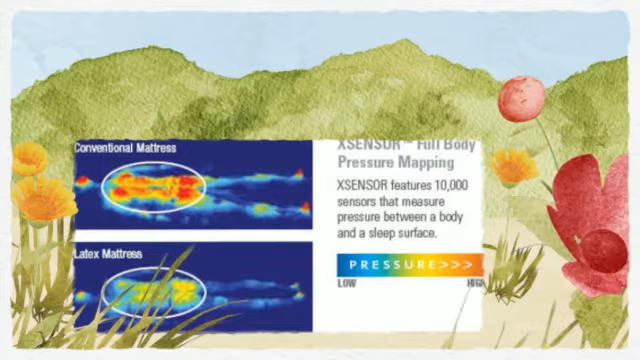 Conventional Mattress
XSENSOR™ Full Body
Pressure Mapping
XSENSOR features 10,000
sensors that measure
pressure between a body
and a sleep surface.
Latex Mattress
PRESSURE>>>
LOW
HIGH